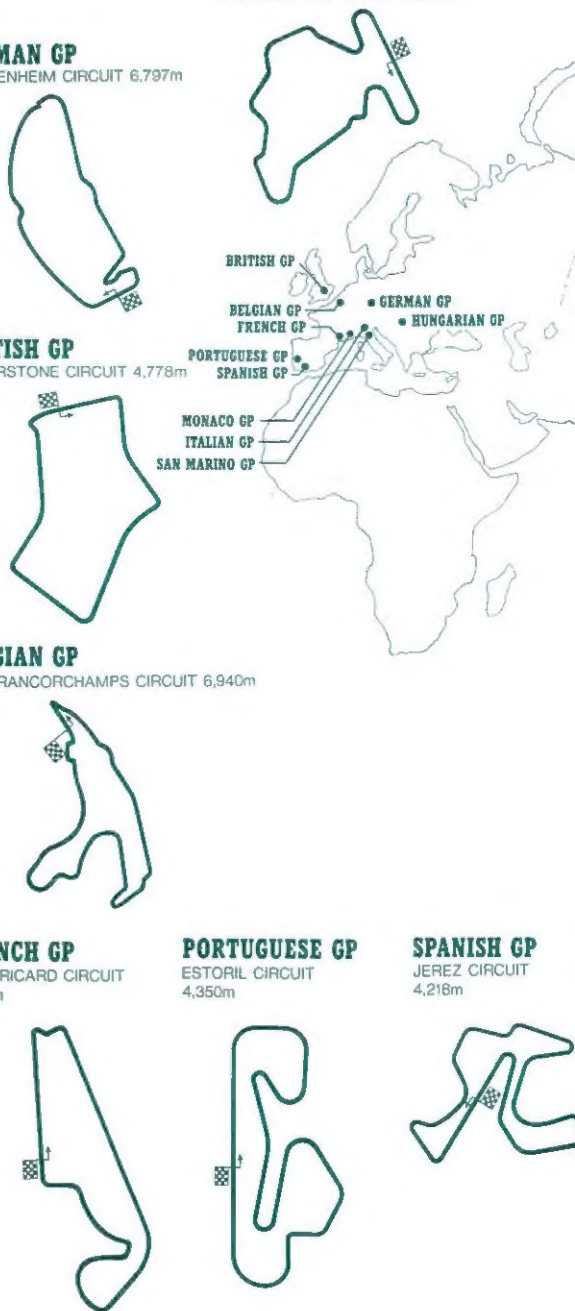 MAN GP
ENHEIM CIRCUIT 6,797m
BRITISH GP
BELGIAN GP
FRENCH GP
GERMAN GP
HUNGARIAN GP
PORTUGUESE GP
SPANISH GP
MONACO GP
ITALIAN GP
SAN MARINO GP
TISH GP
RSTONE CIRCUIT 4,778m
GIAN GP
RANCORCHAMPS CIRCUIT 6,940m
NCH GP
RICARD CIRCUIT
m
PORTUGUESE GP
ESTORIL CIRCUIT
4,350m
SPANISH GP
JEREZ CIRCUIT
4,218m